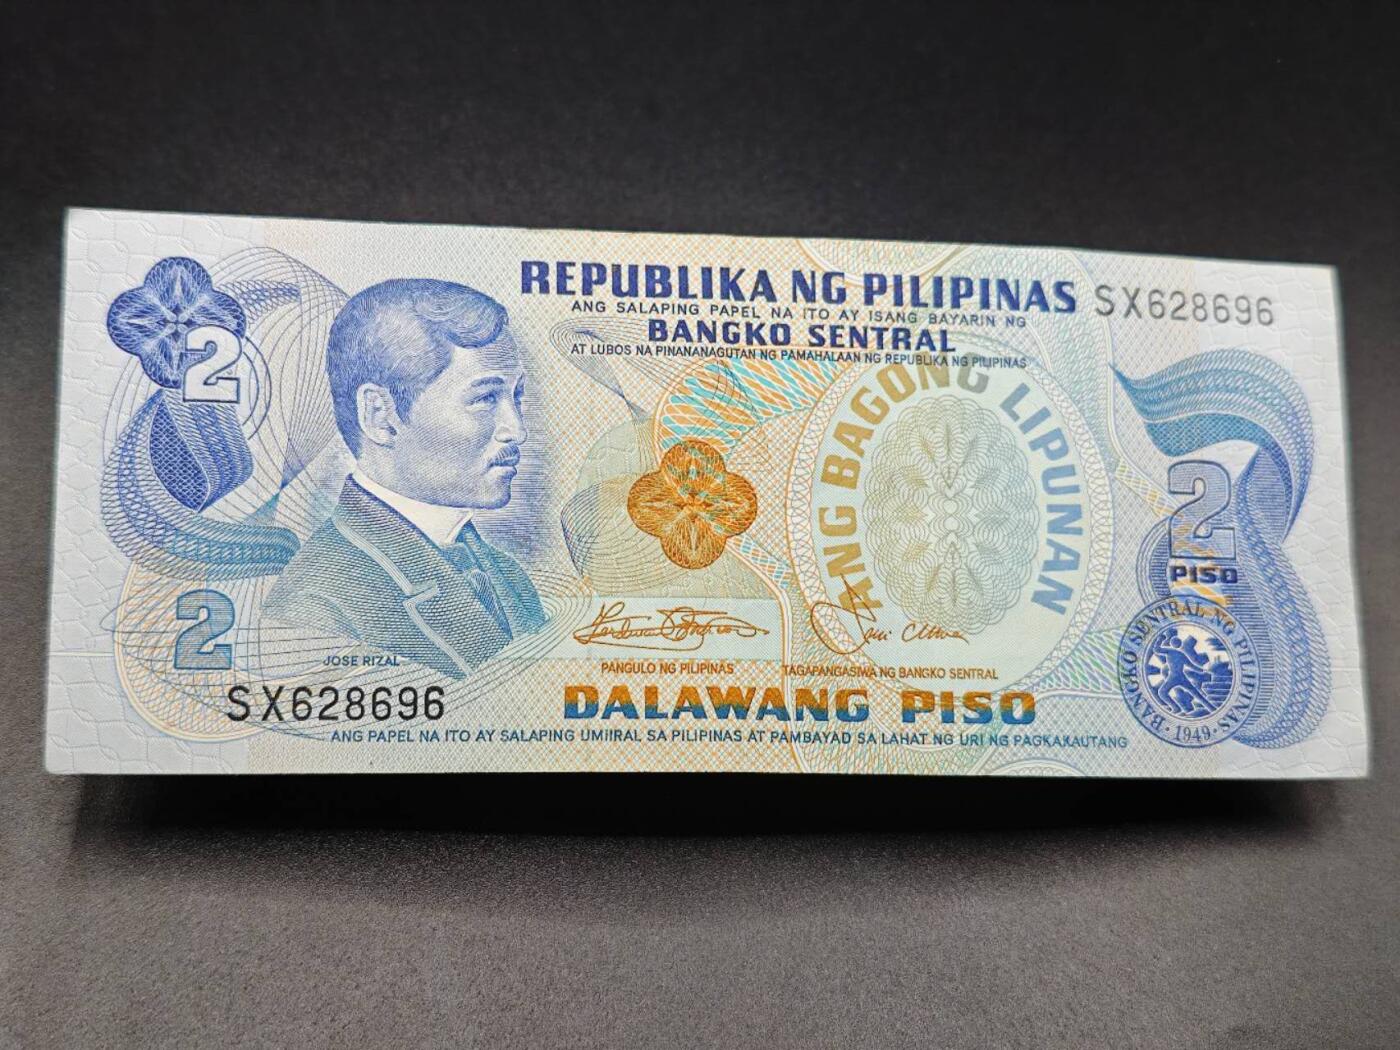 2
REPUBLIKA NG PILIPINAS
SX628696
ANG SALAPING PAPEL NA ITO AY ISANG BAYARIN NG
BANGKO SENTRAL
AT LUBOS NA PINANANAGUTAN NG PAMAHALAAN NG REPUBLIKA NG PILIPINAS
ANG BAGONG LIPUNAN
2
PISO
2
JOSE RIZAL
PANGULO NG PILIPINAS
TAGAPANGASIWA NG BANGKO SENTRAL
BANGKO SENTRAL NG PILIPINAS
1949
SX628696
DALAWANG PISO
ANG PAPEL NA ITO AY SALAPING UMIIRAL SA PILIPINAS AT PAMBAYAD SA LAHAT NG URI NG PAGKAKAUTANG